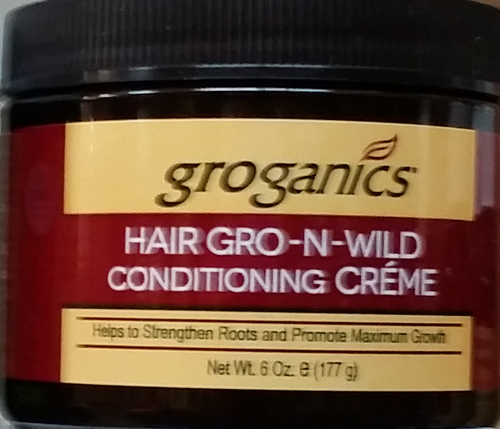 groganics
HAIR GRO-N-WILD
CONDITIONING CRÉME
Helps to Strengthen Roots and Promote Maximum Growth
Net Wt. 6 Oz. e (177 g)